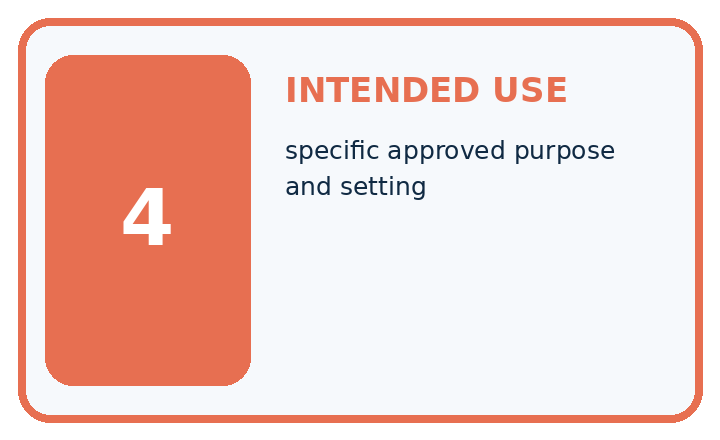 4
INTENDED USE
specific approved purpose
and setting